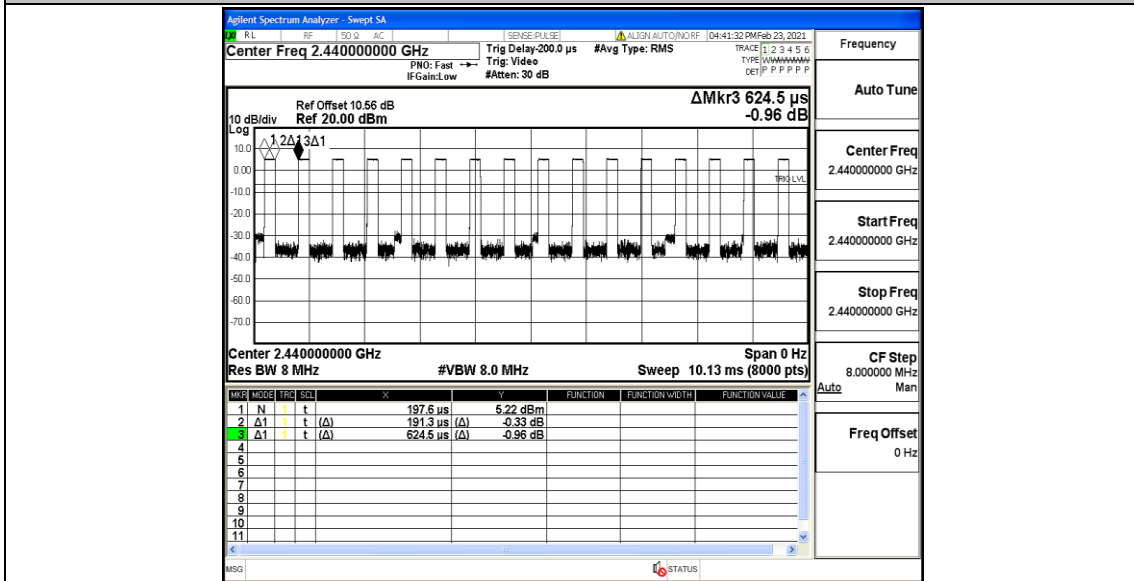 Agilent Spectrum Analyzer - Swept SA
RL RF 50 Ω AC SENSE:PULSE ALIGN AUTO/NO RF 04:41:32 PM Feb 23, 2021
Center Freq 2.440000000 GHz
PNO: Fast
IFGain:Low
Trig Delay-200.0 µs
Trig: Video
#Atten: 30 dB
#Avg Type: RMS
TRACE 1 2 3 4 5 6
TYPE WWWWWW
DET P P P P P P
ΔMkr3 624.5 µs
-0.96 dB
Ref Offset 10.56 dB
10 dB/div Ref 20.00 dBm
Log
1 2Δ1 3Δ1
10.0
0.00
TRIG LVL
-10.0
-20.0
-30.0
-40.0
-50.0
-60.0
-70.0
Center 2.440000000 GHz Span 0 Hz
Res BW 8 MHz #VBW 8.0 MHz Sweep 10.13 ms (8000 pts)
MKR MODE TRC SCL X Y FUNCTION FUNCTION WIDTH FUNCTION VALUE
1 N 1 t 197.6 µs 5.22 dBm
2 Δ1 1 t (Δ) 191.3 µs (Δ) -0.33 dB
3 Δ1 1 t (Δ) 624.5 µs (Δ) -0.96 dB
4
5
6
7
8
9
10
11
MSG STATUS
Frequency
Auto Tune
Center Freq
2.440000000 GHz
Start Freq
2.440000000 GHz
Stop Freq
2.440000000 GHz
CF Step
8.000000 MHz
Auto Man
Freq Offset
0 Hz